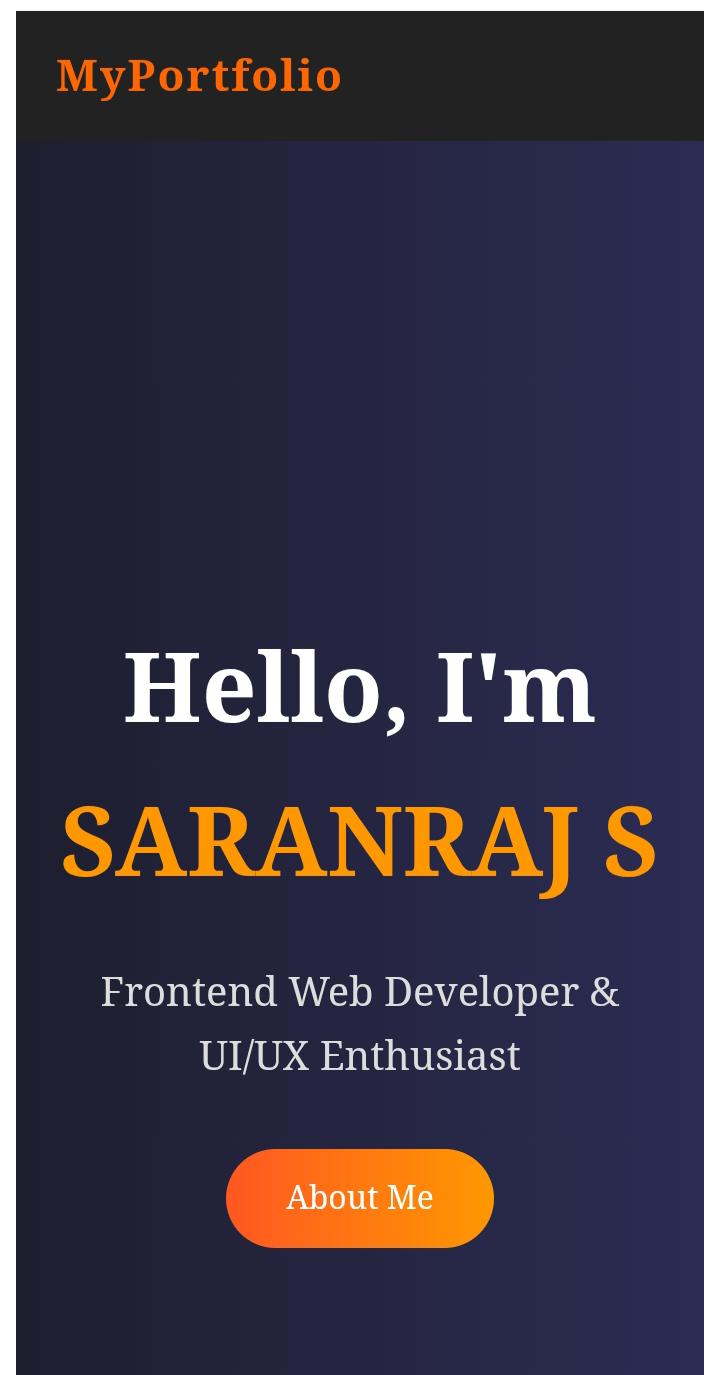 MyPortfolio
Hello, I'm
SARANRAJ S
Frontend Web Developer &
UI/UX Enthusiast
About Me